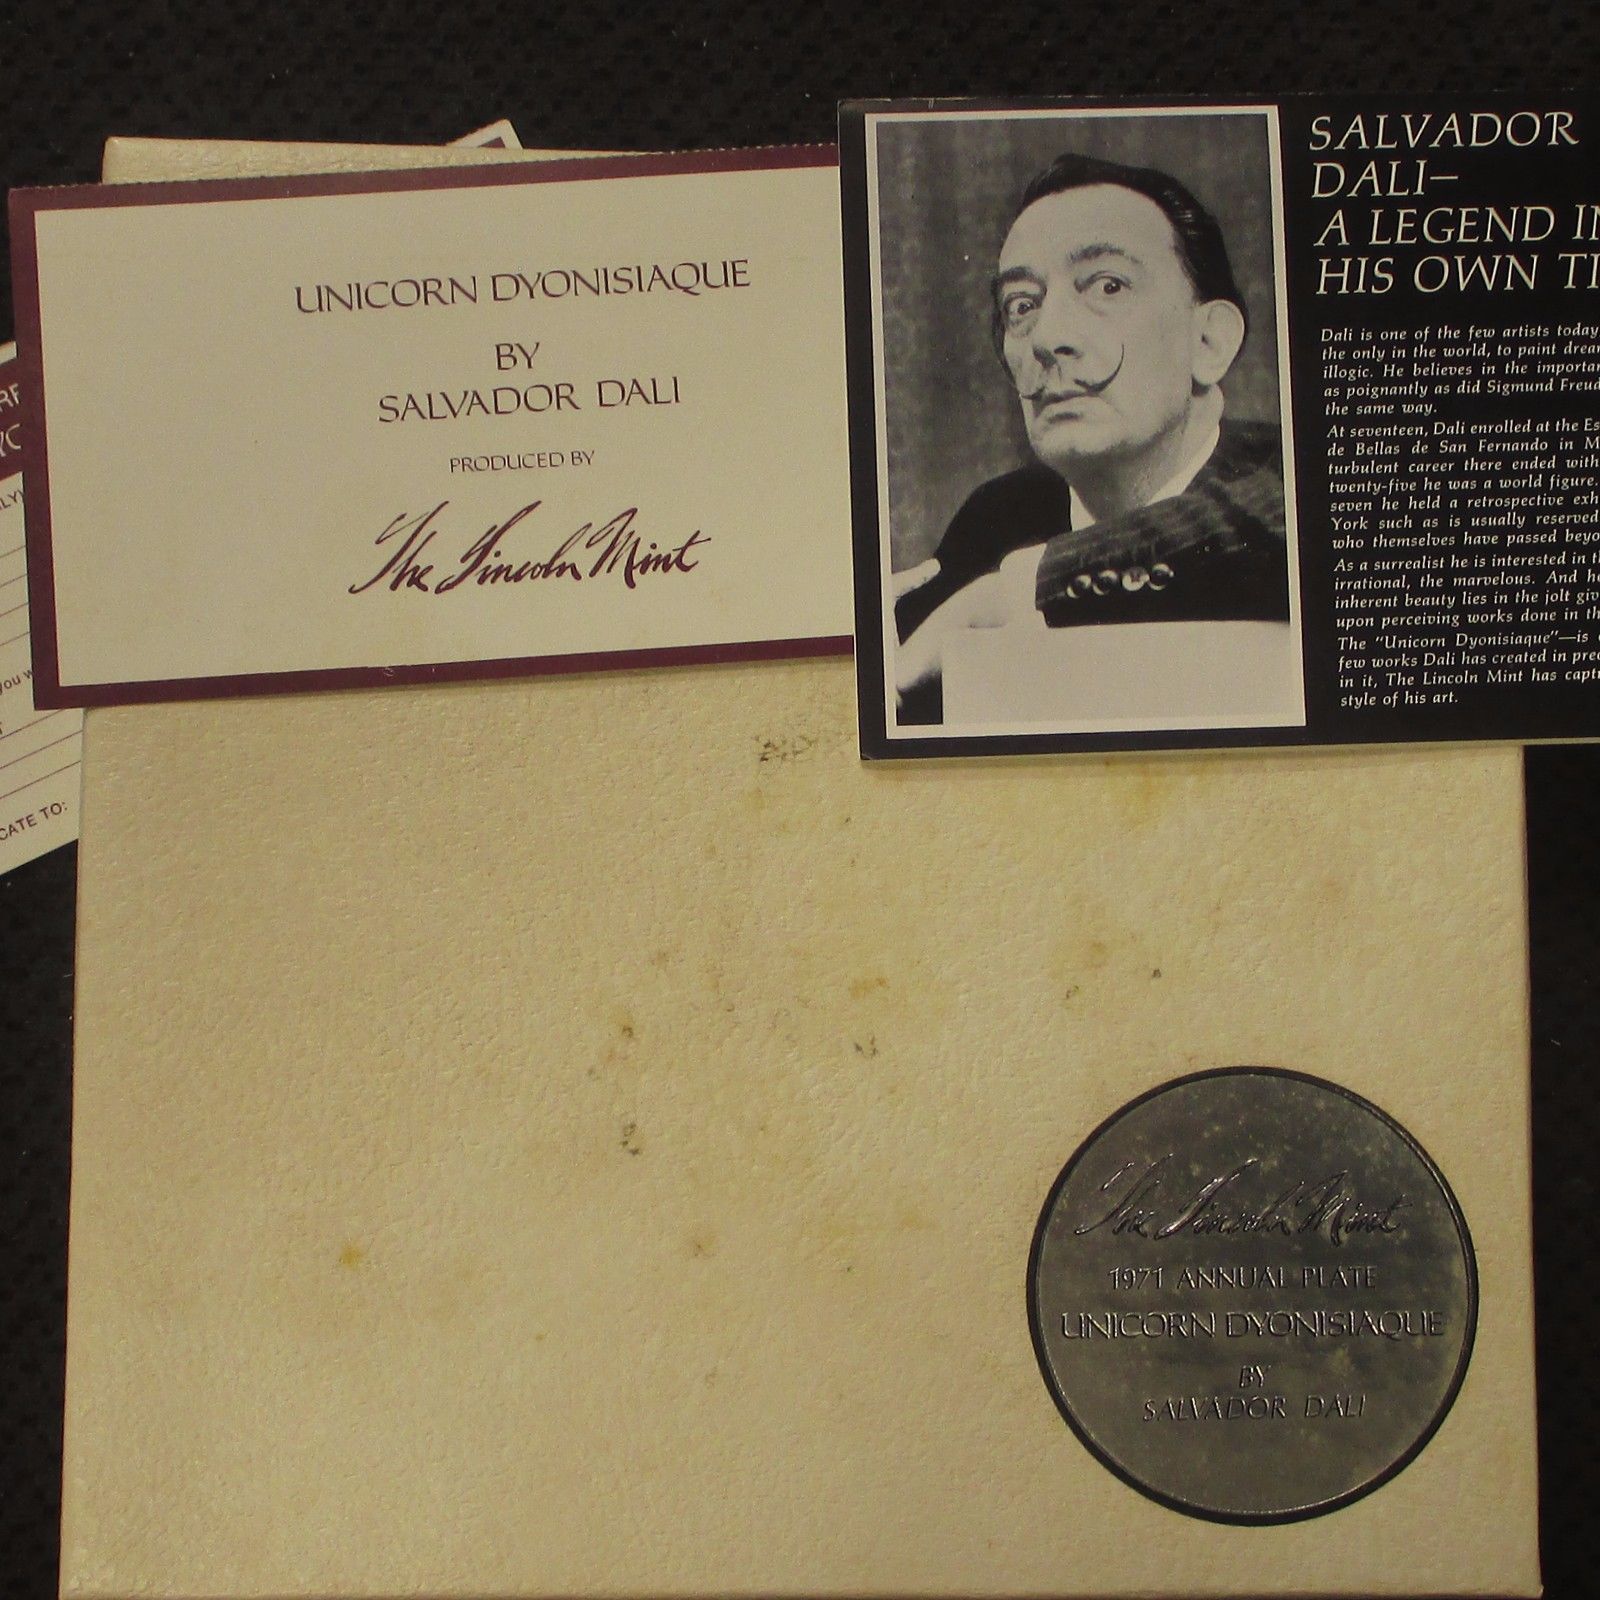 UNICORN DYONISIAQUE
BY
SALVADOR DALI
PRODUCED BY
The Lincoln Mint
SALVADOR
DALI—
A LEGEND IN
HIS OWN TI
Dali is one of the few artists today
the only in the world, to paint drea
illogic. He believes in the importa
as poignantly as did Sigmund Freud
the same way.
At seventeen, Dali enrolled at the Es
de Bellas de San Fernando in M
turbulent career there ended with
twenty-five he was a world figure.
seven he held a retrospective exh
York such as is usually reserved
who themselves have passed beyo
As a surrealist he is interested in t
irrational, the marvelous. And he
inherent beauty lies in the jolt giv
upon perceiving works done in th
The "Unicorn Dyonisiaque"—is
few works Dali has created in pre
in it, The Lincoln Mint has capt
style of his art.
you w
CATE TO:
The Lincoln Mint
1971 ANNUAL PLATE
UNICORN DYONISIAQUE
BY
SALVADOR DALI